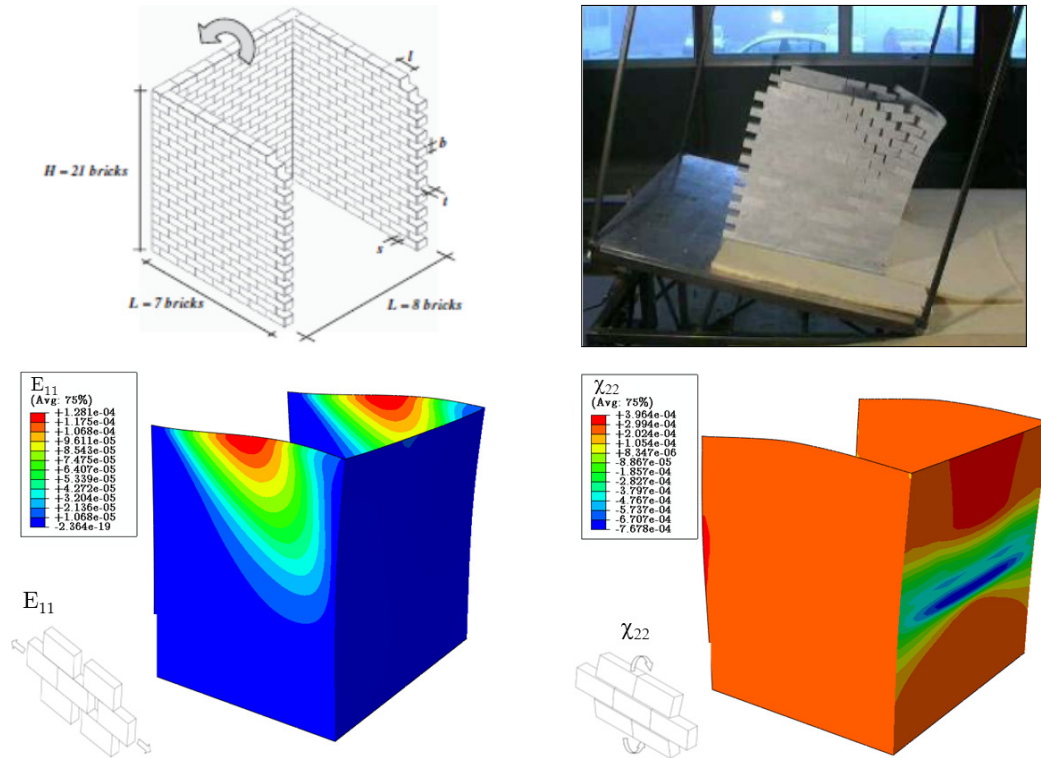 l
b
H = 21 bricks
t
s
L = 7 bricks
L = 8 bricks
E₁₁
(Avg: 75%)
+1.281e-04
+1.175e-04
+1.068e-04
+9.611e-05
+8.543e-05
+7.475e-05
+6.407e-05
+5.339e-05
+4.272e-05
+3.204e-05
+2.136e-05
+1.068e-05
-2.364e-19
E₁₁
χ₂₂
(Avg: 75%)
+3.964e-04
+2.994e-04
+2.024e-04
+1.054e-04
+8.347e-06
-8.867e-05
-1.857e-04
-2.827e-04
-3.797e-04
-4.767e-04
-5.737e-04
-6.707e-04
-7.678e-04
χ₂₂